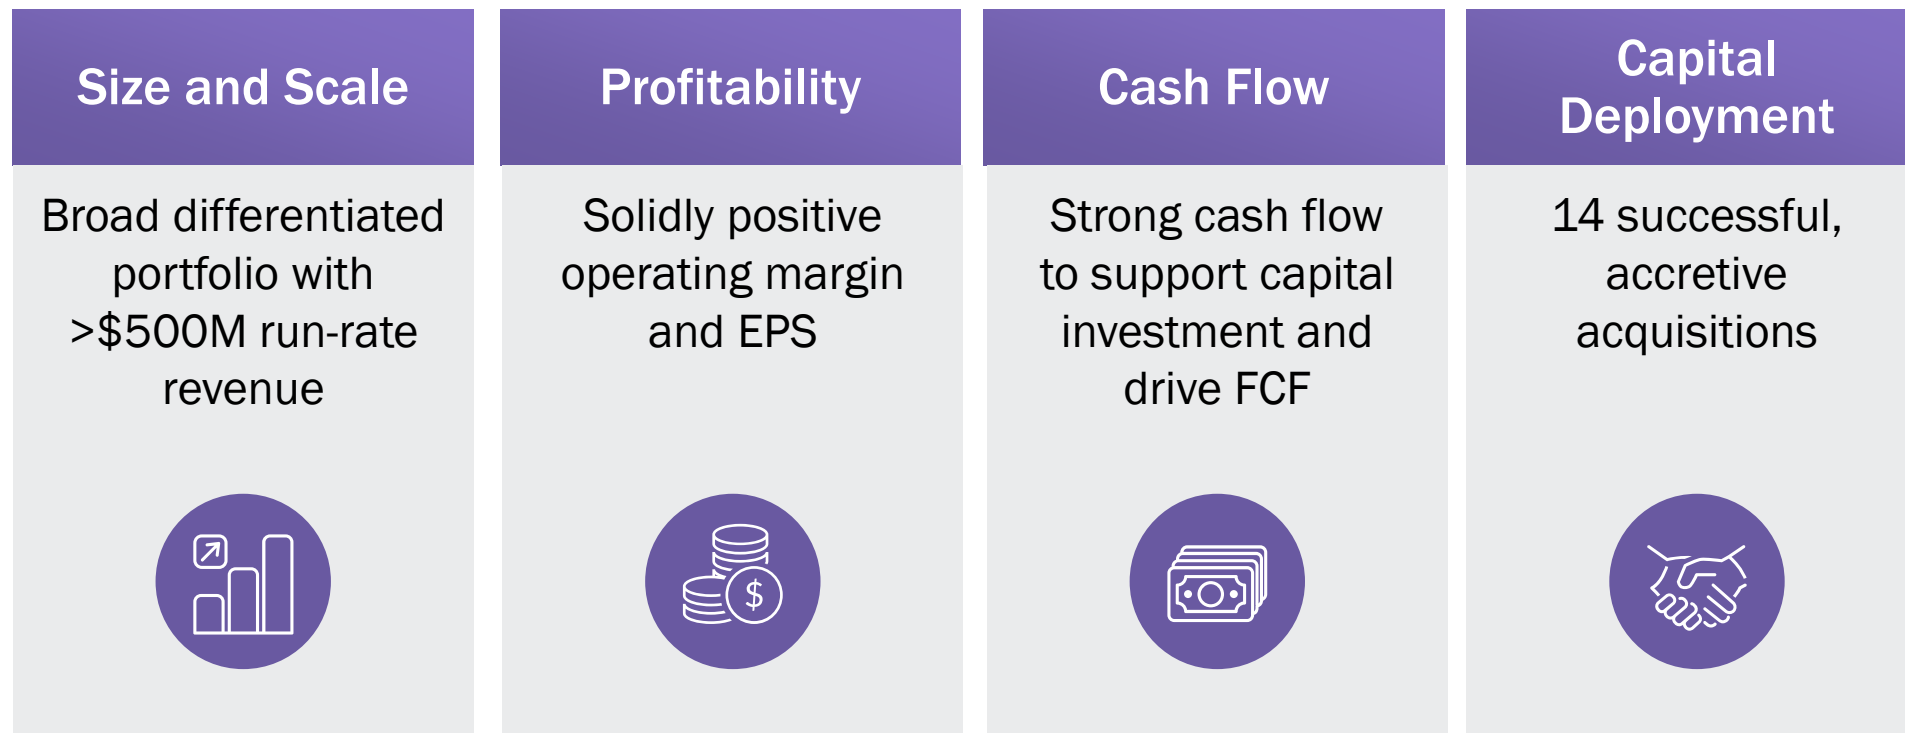 Size and Scale
Broad differentiated
portfolio with
>$500M run-rate
revenue
Profitability
Solidly positive
operating margin
and EPS
$
Cash Flow
Strong cash flow
to support capital
investment and
drive FCF
Capital
Deployment
14 successful,
accretive
acquisitions